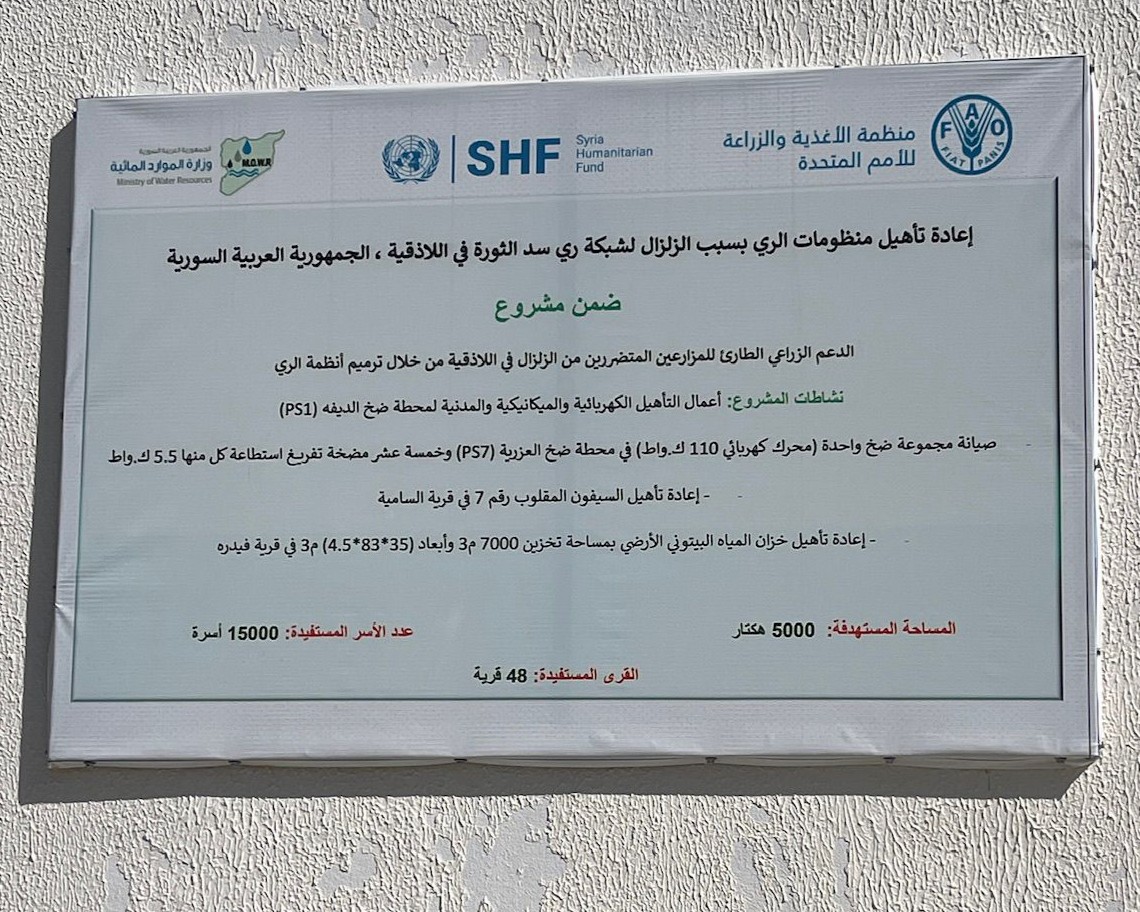 الجمهورية العربية السورية
وزارة الموارد المائية
Ministry of Water Resources
M.O.W.R
SHF
Syria
Humanitarian
Fund
منظمة الأغذية والزراعة
للأمم المتحدة
F A O
FIAT PANIS
إعادة تأهيل منظومات الري بسبب الزلزال لشبكة ري سد الثورة في اللاذقية ، الجمهورية العربية السورية
ضمن مشروع
الدعم الزراعي الطارئ للمزارعين المتضررين من الزلزال في اللاذقية من خلال ترميم أنظمة الري
نشاطات المشروع: أعمال التأهيل الكهربائية والميكانيكية والمدنية لمحطة ضخ الديفه (PS1)
- صيانة مجموعة ضخ واحدة (محرك كهربائي 110 ك.واط) في محطة ضخ العزرية (PS7) وخمسة عشر مضخة تفريغ استطاعة كل منها 5.5 ك.واط
- - إعادة تأهيل السيفون المقلوب رقم 7 في قرية السامية
- - إعادة تأهيل خزان المياه البيتوني الأرضي بمساحة تخزين 7000 م3 وأبعاد (35*83*4.5) م3 في قرية فيدره
المساحة المستهدفة: 5000 هكتار
عدد الأسر المستفيدة: 15000 أسرة
القرى المستفيدة: 48 قرية